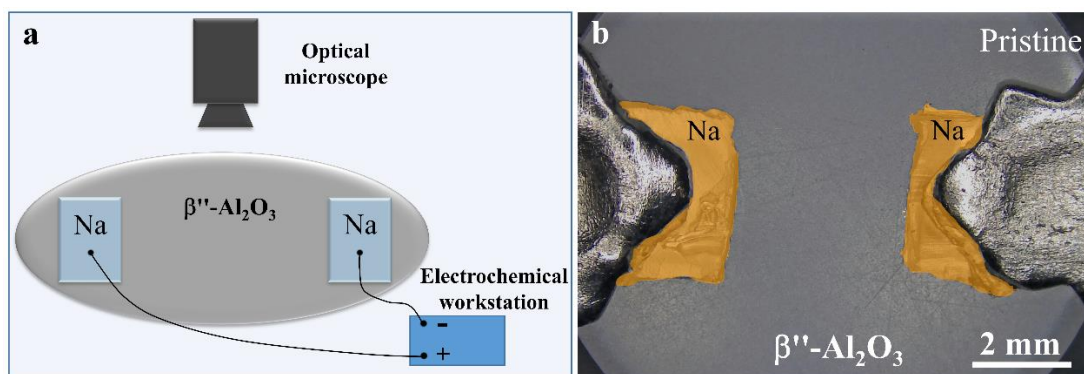 a
Optical
microscope
Na
β''-Al₂O₃
Na
Electrochemical
workstation
-
+
b
Pristine
Na
Na
β''-Al₂O₃
2 mm